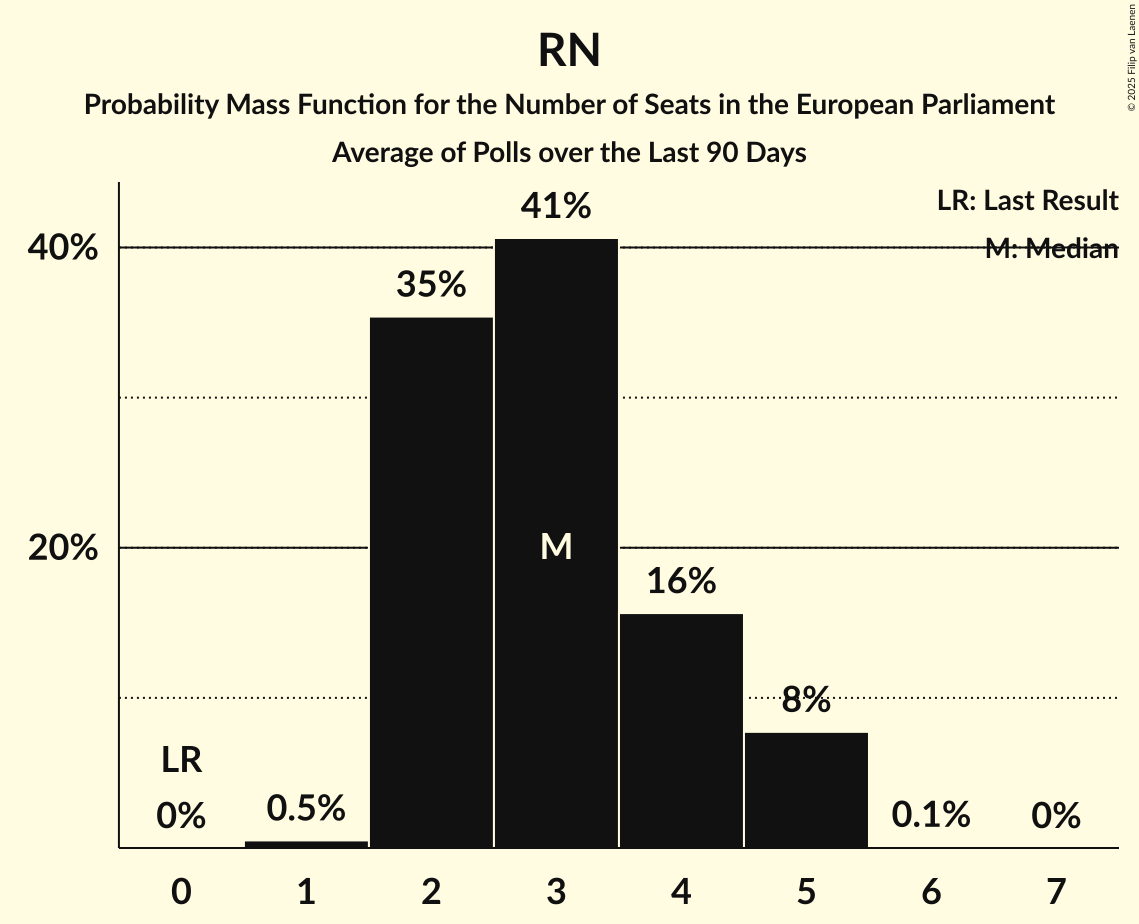 RN
Probability Mass Function for the Number of Seats in the European Parliament
Average of Polls over the Last 90 Days
© 2025 Filip van Laenen
LR: Last Result
M: Median
40%
20%
LR
0%
0.5%
35%
41%
M
16%
8%
0.1%
0%
0 1 2 3 4 5 6 7